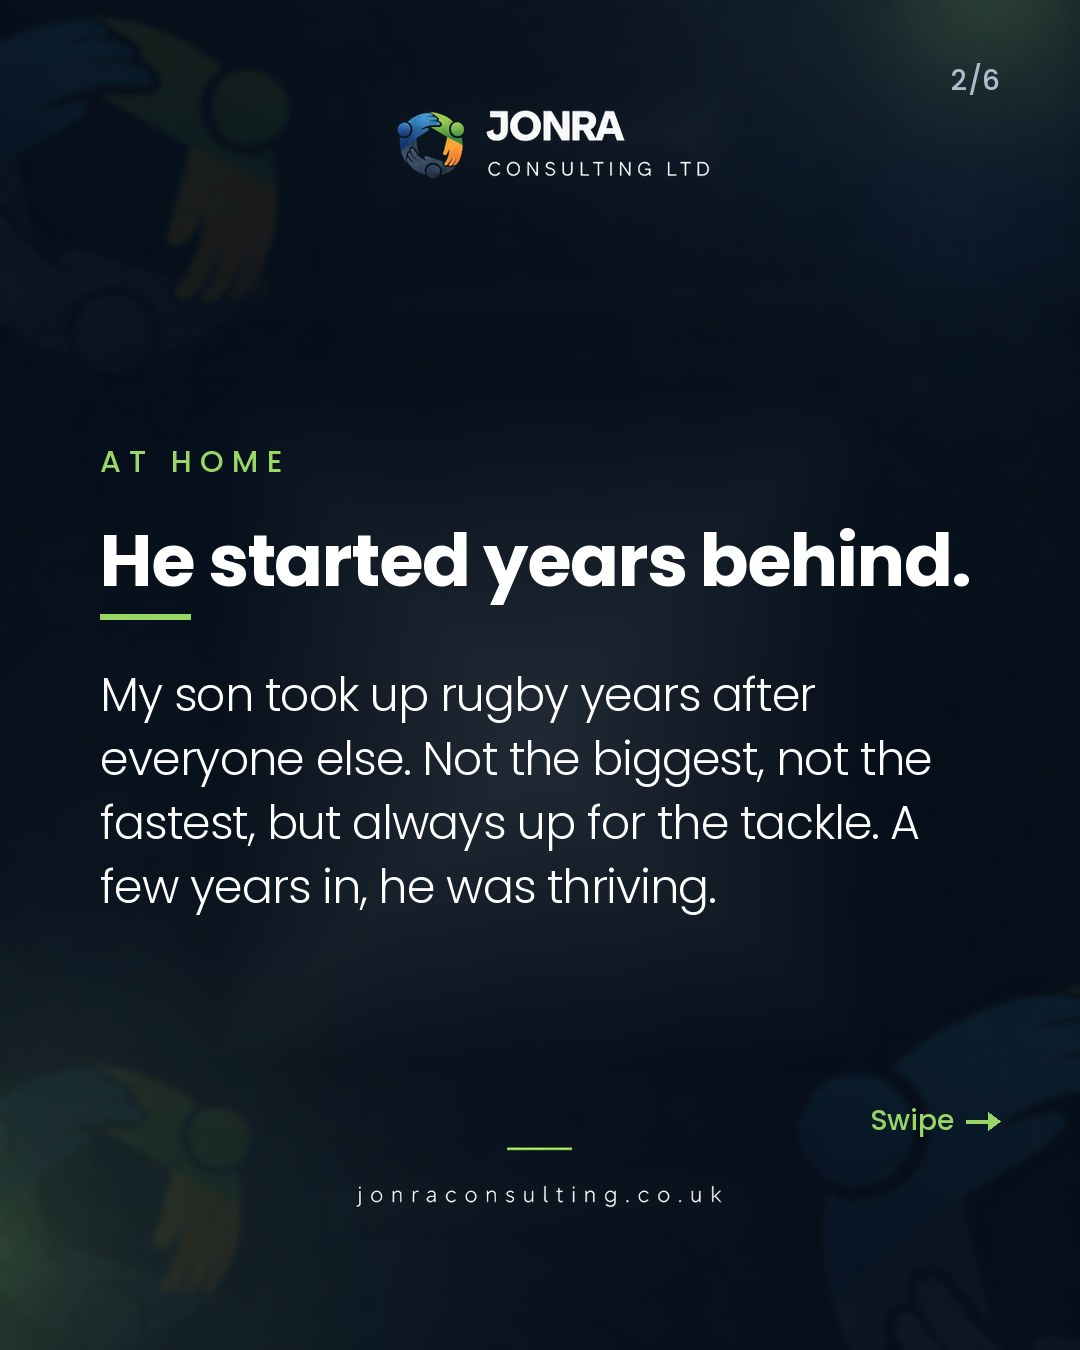 2/6
JONRA
CONSULTING LTD
AT HOME
He started years behind.
My son took up rugby years after
everyone else. Not the biggest, not the
fastest, but always up for the tackle. A
few years in, he was thriving.
Swipe →
jonraconsulting.co.uk